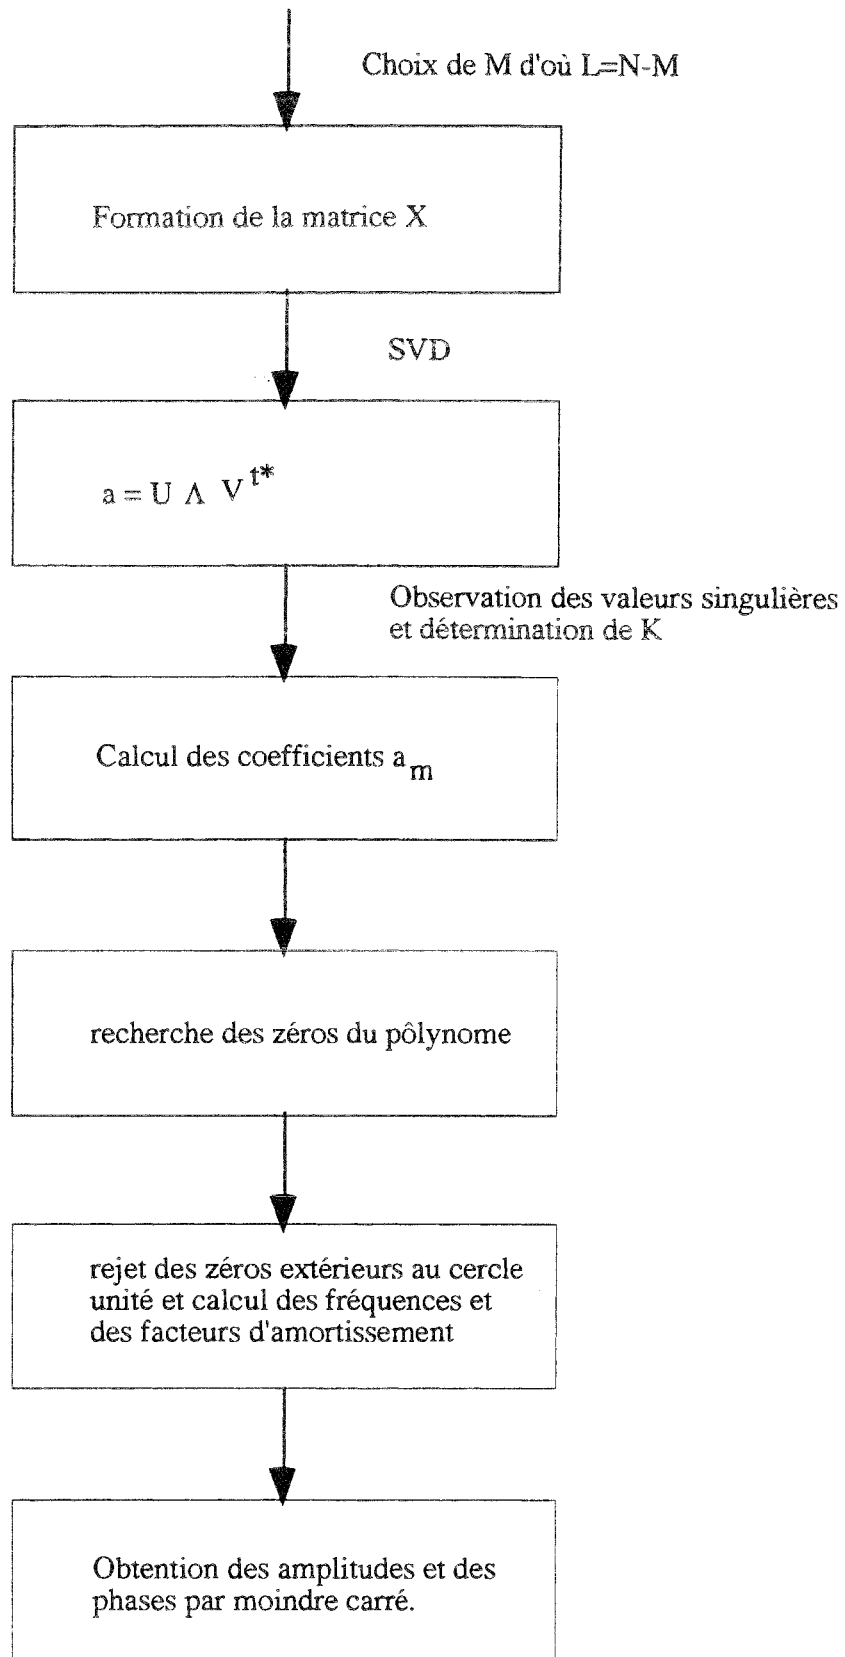 Choix de M d'où L=N-M
Formation de la matrice X
SVD
a = U Λ V t*
Observation des valeurs singulières
et détermination de K
Calcul des coefficients a m
recherche des zéros du pôlynome
rejet des zéros extérieurs au cercle
unité et calcul des fréquences et
des facteurs d'amortissement
Obtention des amplitudes et des
phases par moindre carré.